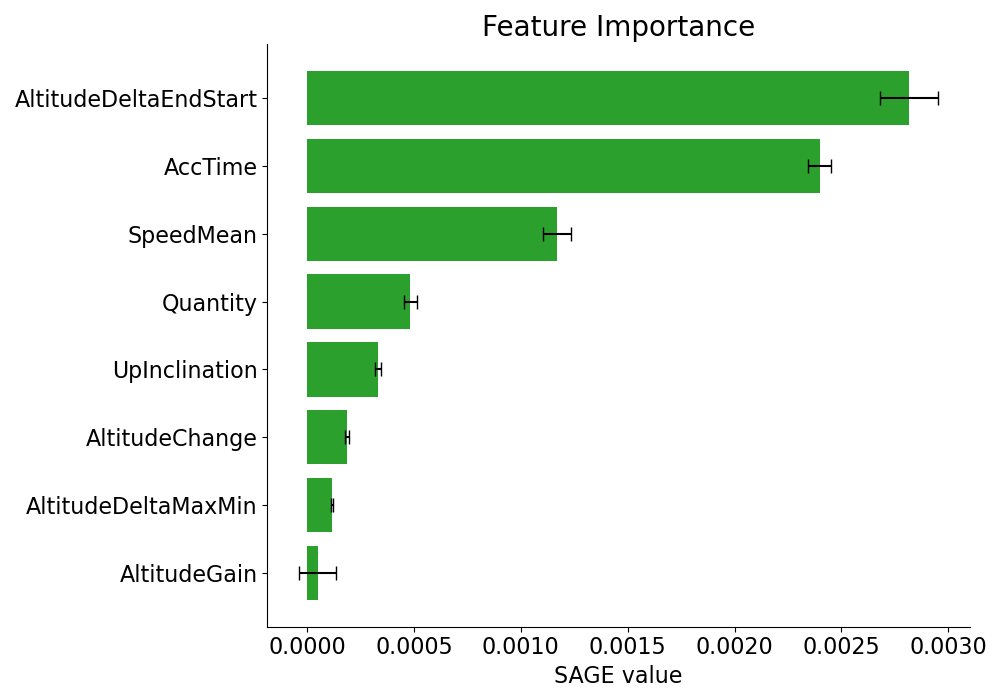 Feature Importance
AltitudeDeltaEndStart
AccTime
SpeedMean
Quantity
UpInclination
AltitudeChange
AltitudeDeltaMaxMin
AltitudeGain
0.0000 0.0005 0.0010 0.0015 0.0020 0.0025 0.0030
SAGE value